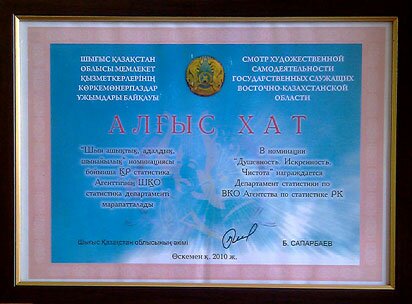 ШЫҒЫС ҚАЗАҚСТАН
ОБЛЫСЫ МЕМЛЕКЕТ
ҚЫЗМЕТКЕРЛЕРІНІҢ
КӨРКЕМӨНЕРПАЗДАР
ҰЖЫМДАРЫ БАЙҚАУЫ
СМОТР ХУДОЖЕСТВЕННОЙ
САМОДЕЯТЕЛЬНОСТИ
ГОСУДАРСТВЕННЫХ СЛУЖАЩИХ
ВОСТОЧНО-КАЗАХСТАНСКОЙ
ОБЛАСТИ
АЛҒЫС ХАТ
"Шын ашықтық, адалдық,
шынайылық" номинациясы
бойынша ҚР статистика
Агенттігінің ШҚО
статистика департаменті
марапатталады
В номинации
"Душевность. Искренность.
Чистота" награждается
Департамент статистики по
ВКО Агентства по статистике РК
Шығыс Қазақстан облысының әкімі
Б. САПАРБАЕВ
Өскемен қ. 2010 ж.